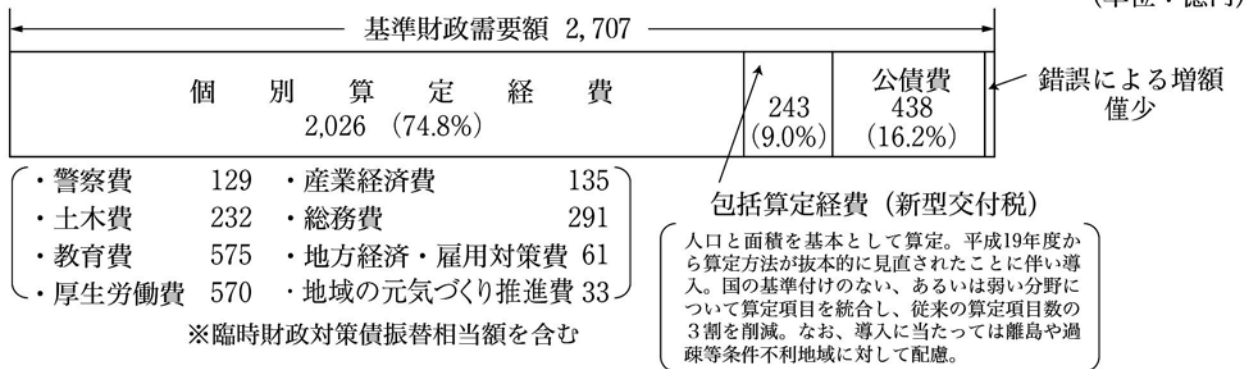 基準財政需要額 2,707
個別算定経費
2,026 (74.8%)
243
(9.0%)
公債費
438
(16.2%)
錯誤による増額
僅少
・警察費 129 ・産業経済費 135
・土木費 232 ・総務費 291
・教育費 575 ・地方経済・雇用対策費 61
・厚生労働費 570 ・地域の元気づくり推進費 33
※臨時財政対策債振替相当額を含む
包括算定経費（新型交付税）
人口と面積を基本として算定。平成19年度か
ら算定方法が抜本的に見直されたことに伴い導
入。国の基準付けのない、あるいは弱い分野に
ついて算定項目を統合し、従来の算定項目数の
３割を削減。なお、導入に当たっては離島や過
疎等条件不利地域に対して配慮。